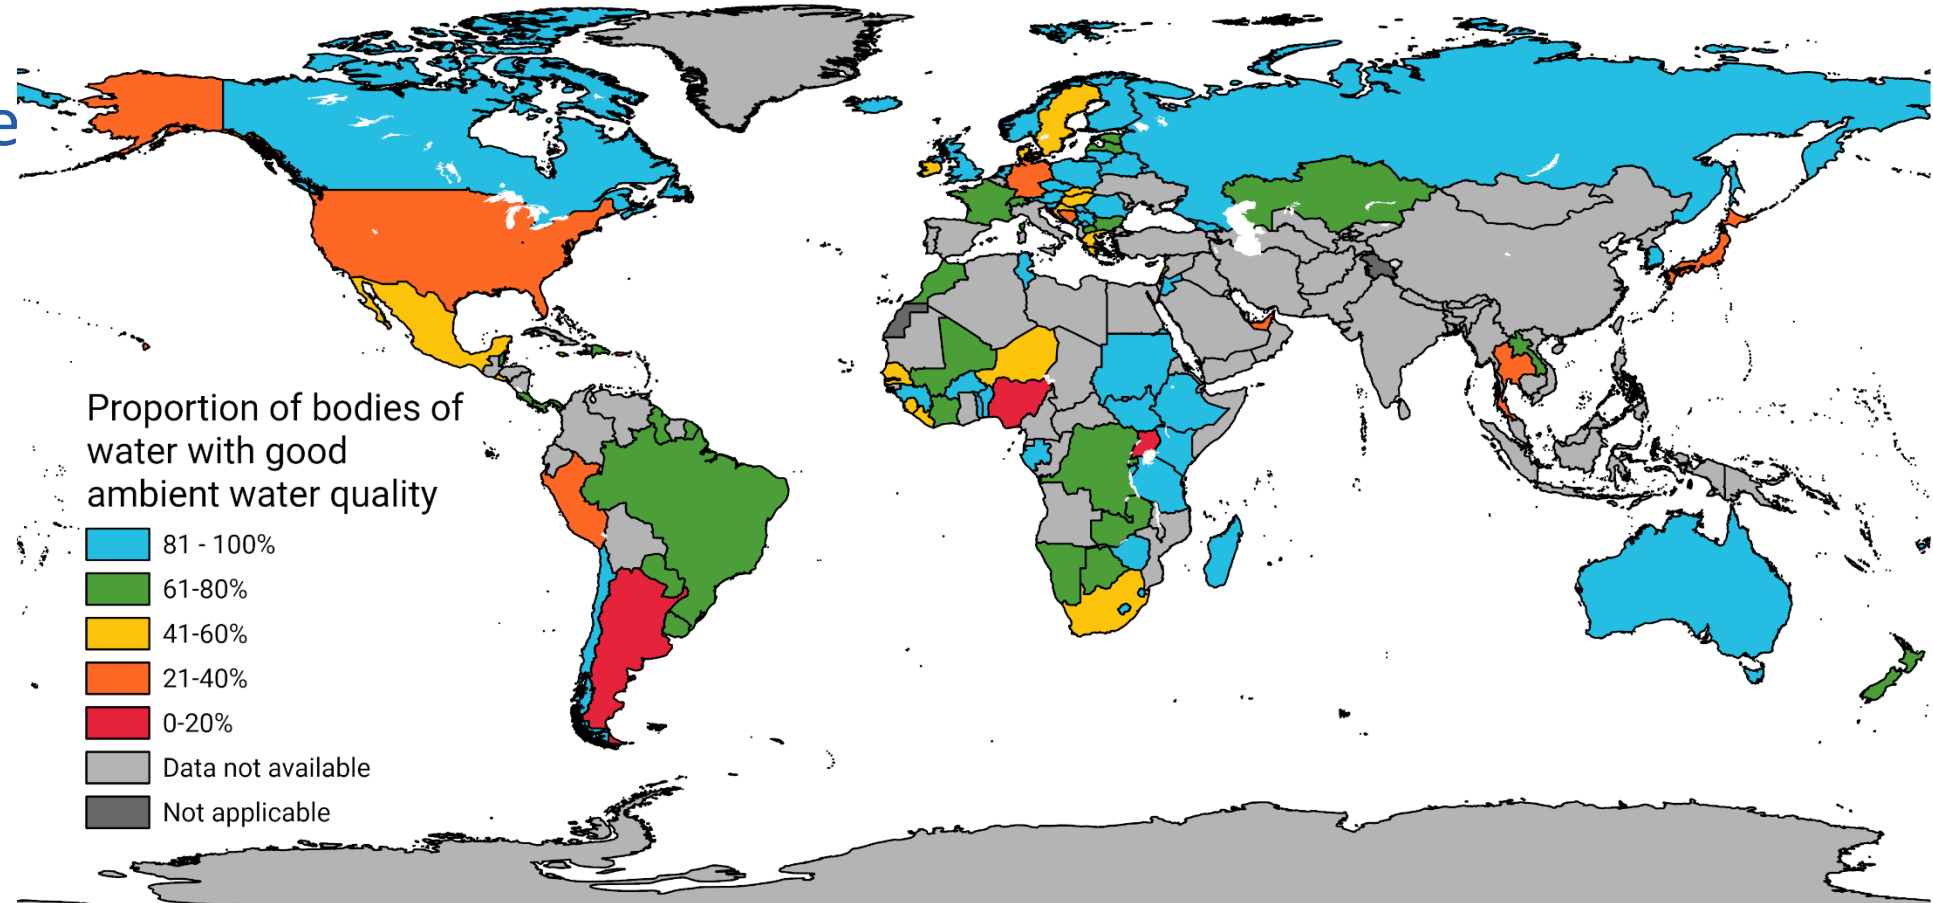 e
Proportion of bodies of
water with good
ambient water quality
81 - 100%
61-80%
41-60%
21-40%
0-20%
Data not available
Not applicable